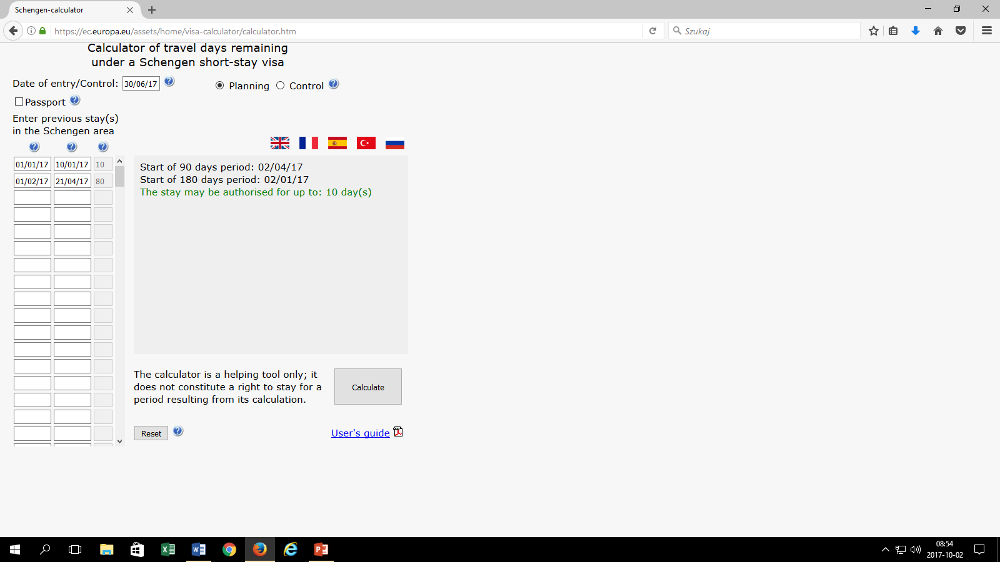 Schengen-calculator
https://ec.europa.eu/assets/home/visa-calculator/calculator.htm
Szukaj
Calculator of travel days remaining
under a Schengen short-stay visa
Date of entry/Control: 30/06/17
Planning Control
Passport
Enter previous stay(s)
in the Schengen area
01/01/17 10/01/17 10
01/02/17 21/04/17 80
Start of 90 days period: 02/04/17
Start of 180 days period: 02/01/17
The stay may be authorised for up to: 10 day(s)
The calculator is a helping tool only; it
does not constitute a right to stay for a
period resulting from its calculation.
Calculate
Reset
User's guide
08:54
2017-10-02